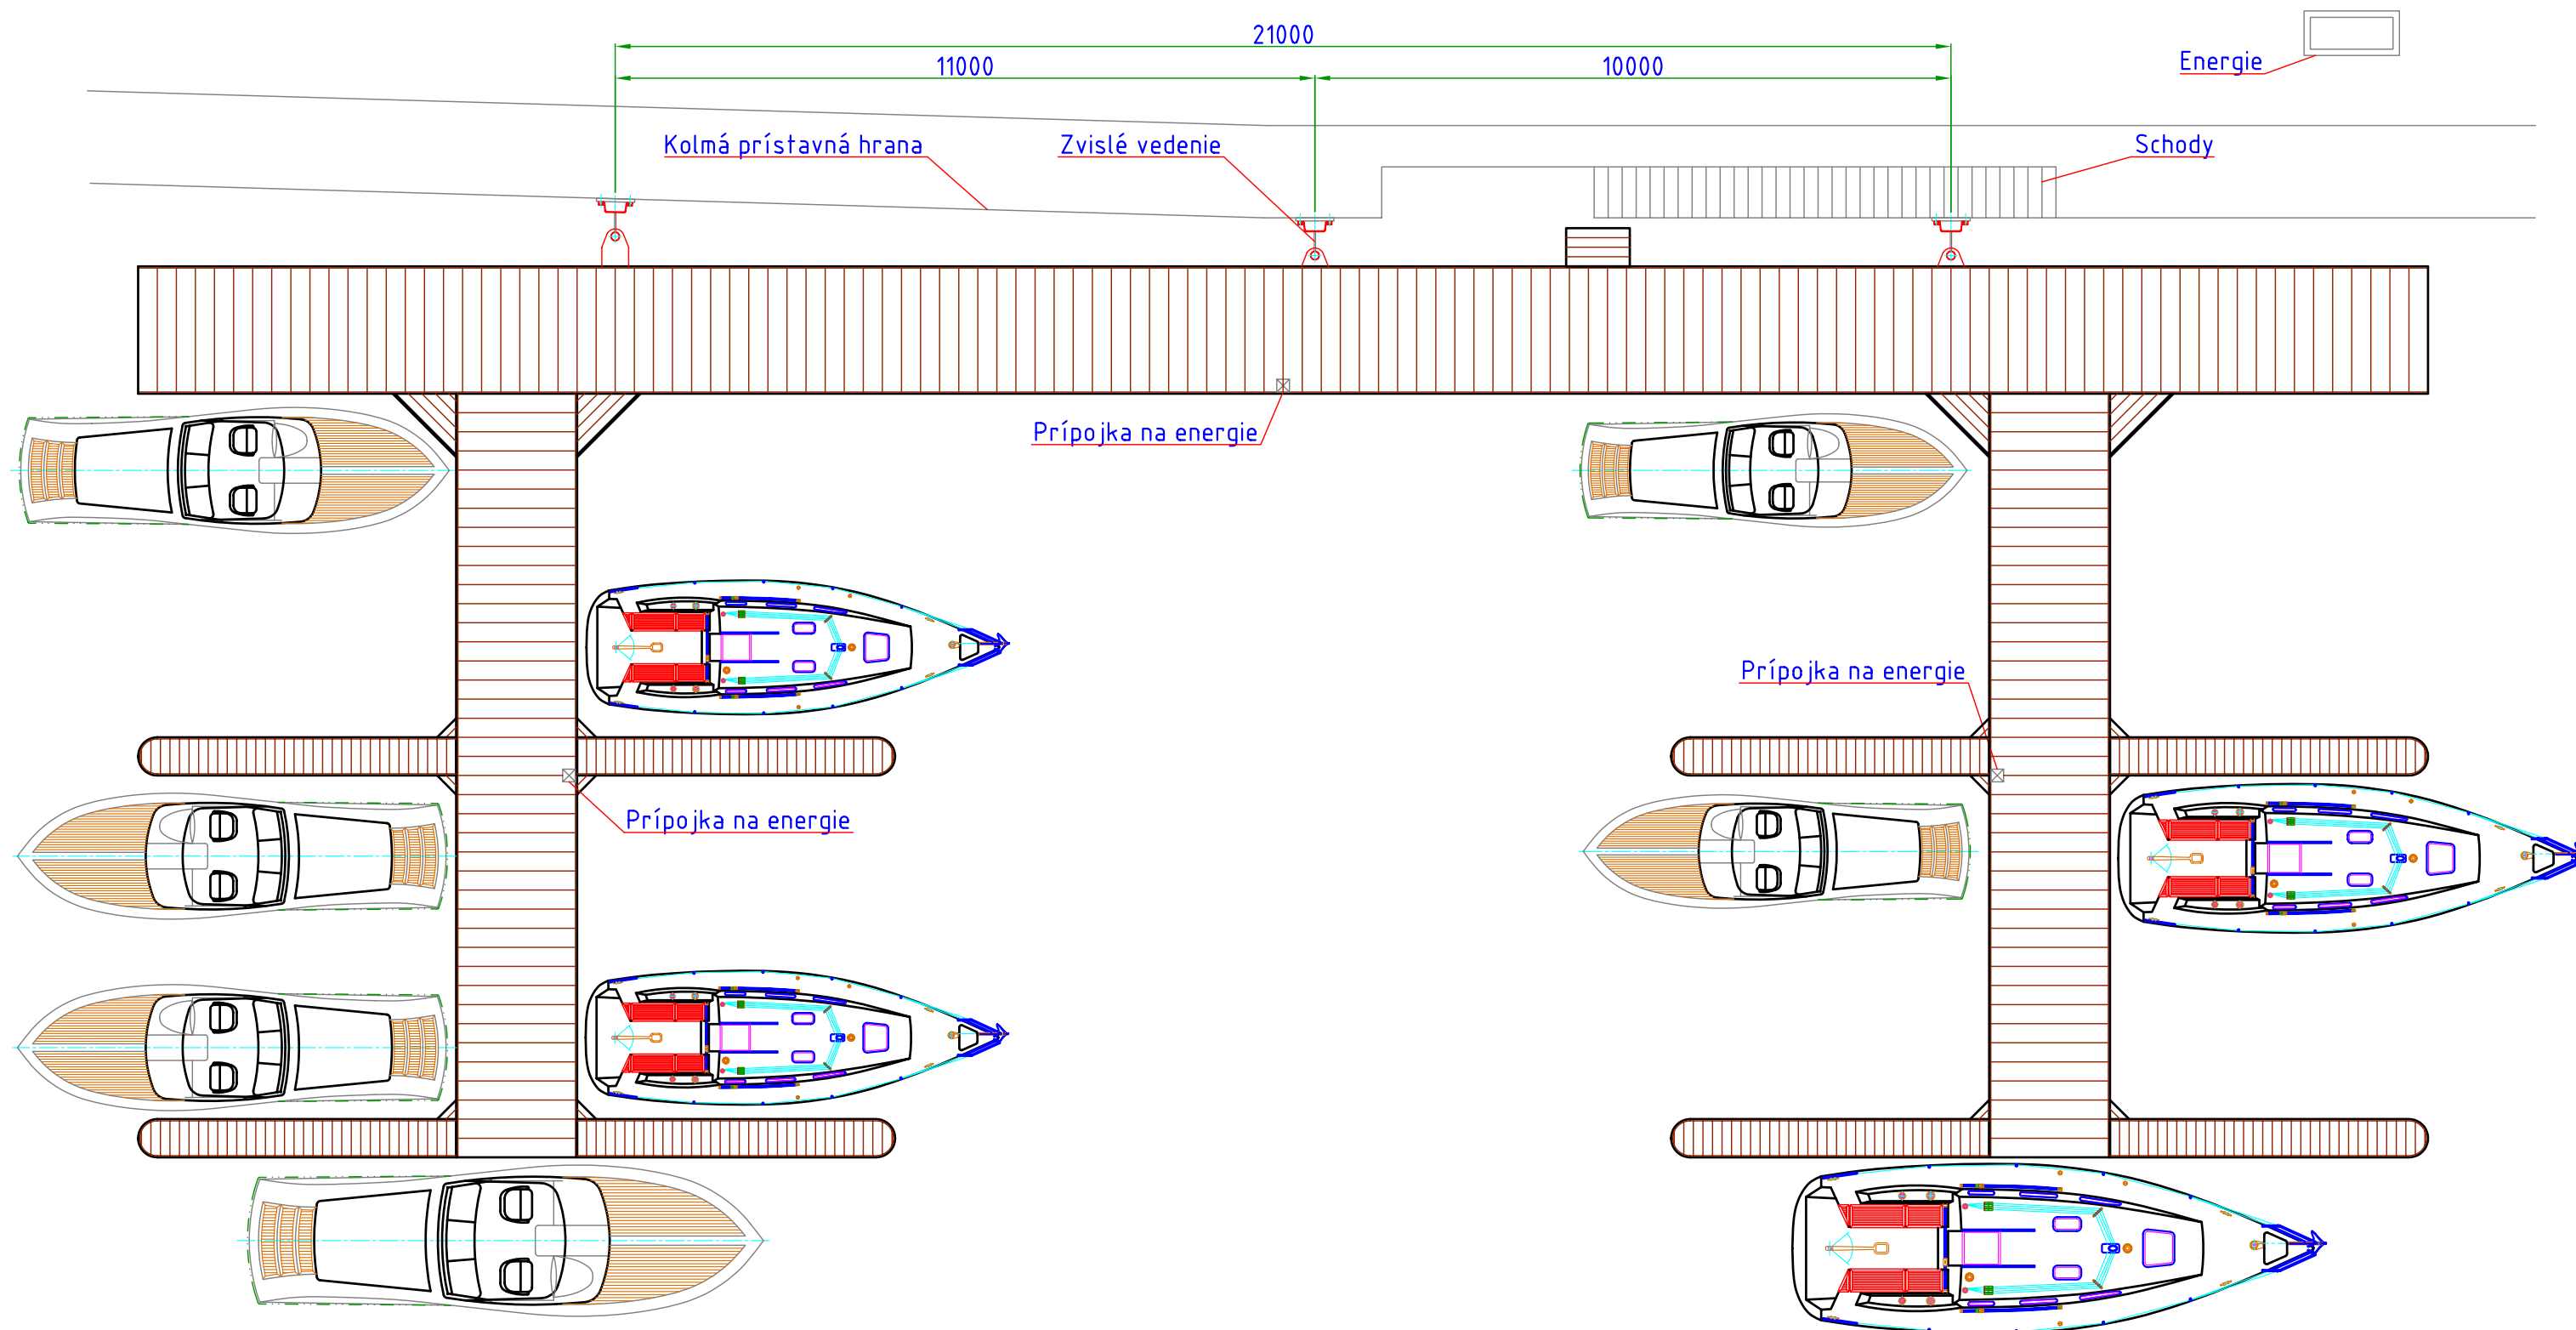 21000
11000
10000
Energie
Kolmá prístavná hrana
Zvislé vedenie
Schody
Prípojka na energie
Prípojka na energie
Prípojka na energie